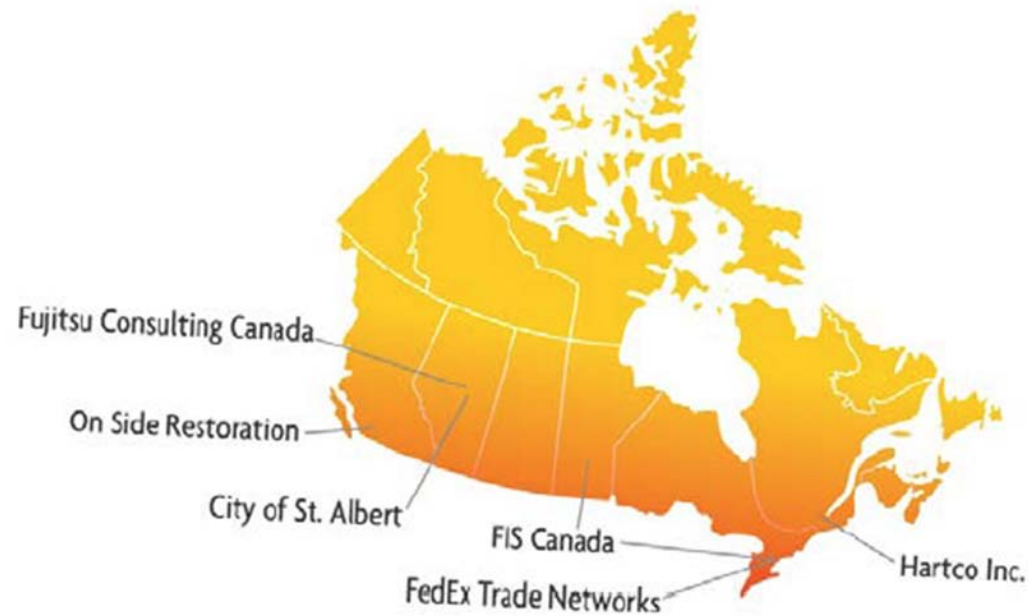 Fujitsu Consulting Canada
On Side Restoration
City of St. Albert
FIS Canada
FedEx Trade Networks
Hartco Inc.